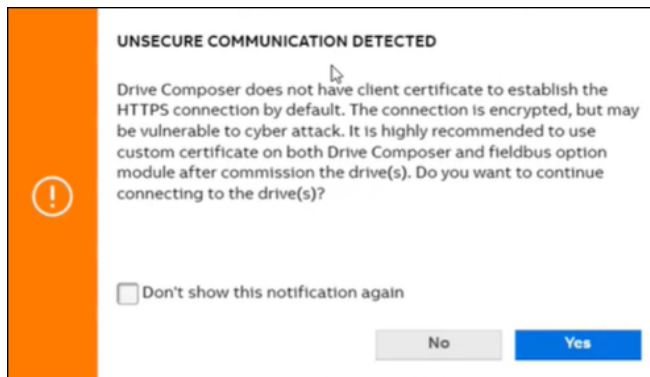 UNSECURE COMMUNICATION DETECTED
Drive Composer does not have client certificate to establish the
HTTPS connection by default. The connection is encrypted, but may
be vulnerable to cyber attack. It is highly recommended to use
custom certificate on both Drive Composer and fieldbus option
module after commission the drive(s). Do you want to continue
connecting to the drive(s)?
Don't show this notification again
No Yes